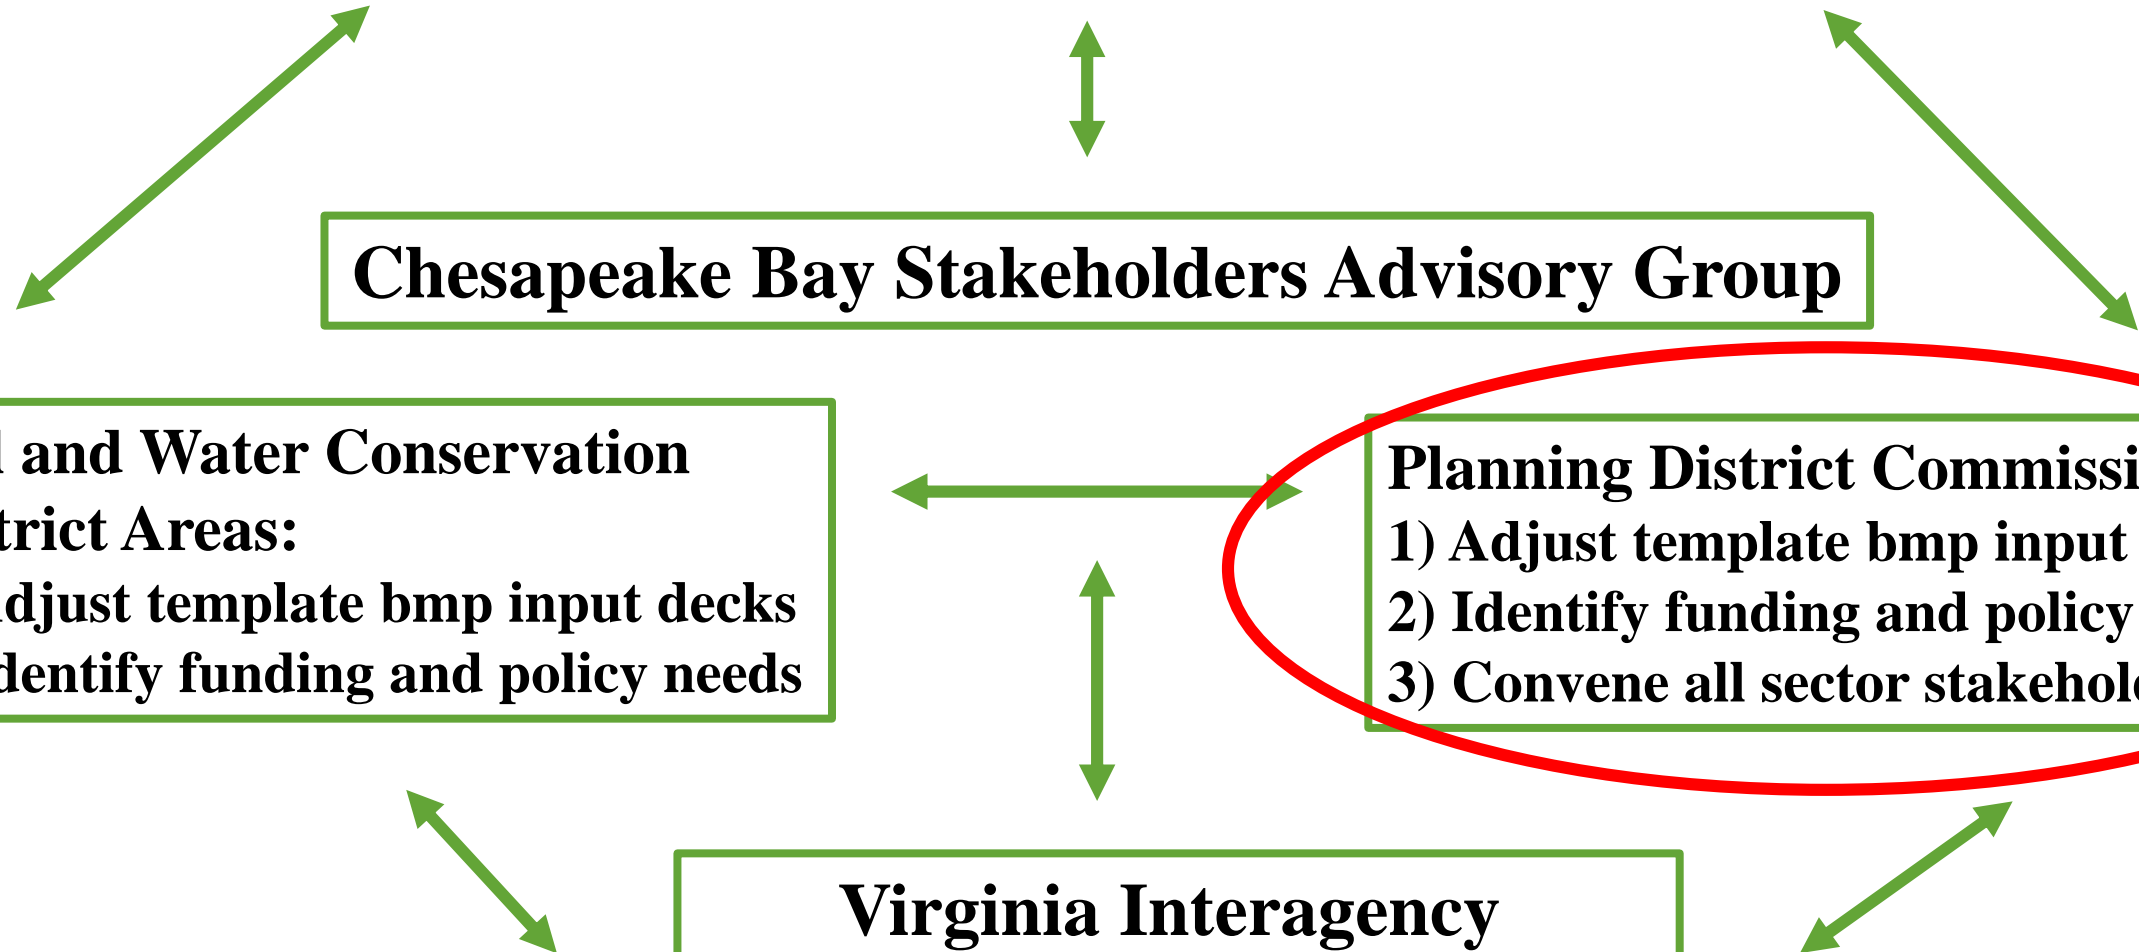 Chesapeake Bay Stakeholders Advisory Group
and Water Conservation
trict Areas:
djust template bmp input decks
dentify funding and policy needs
Planning District Commissi
1) Adjust template bmp input
2) Identify funding and policy
3) Convene all sector stakehol
Virginia Interagency